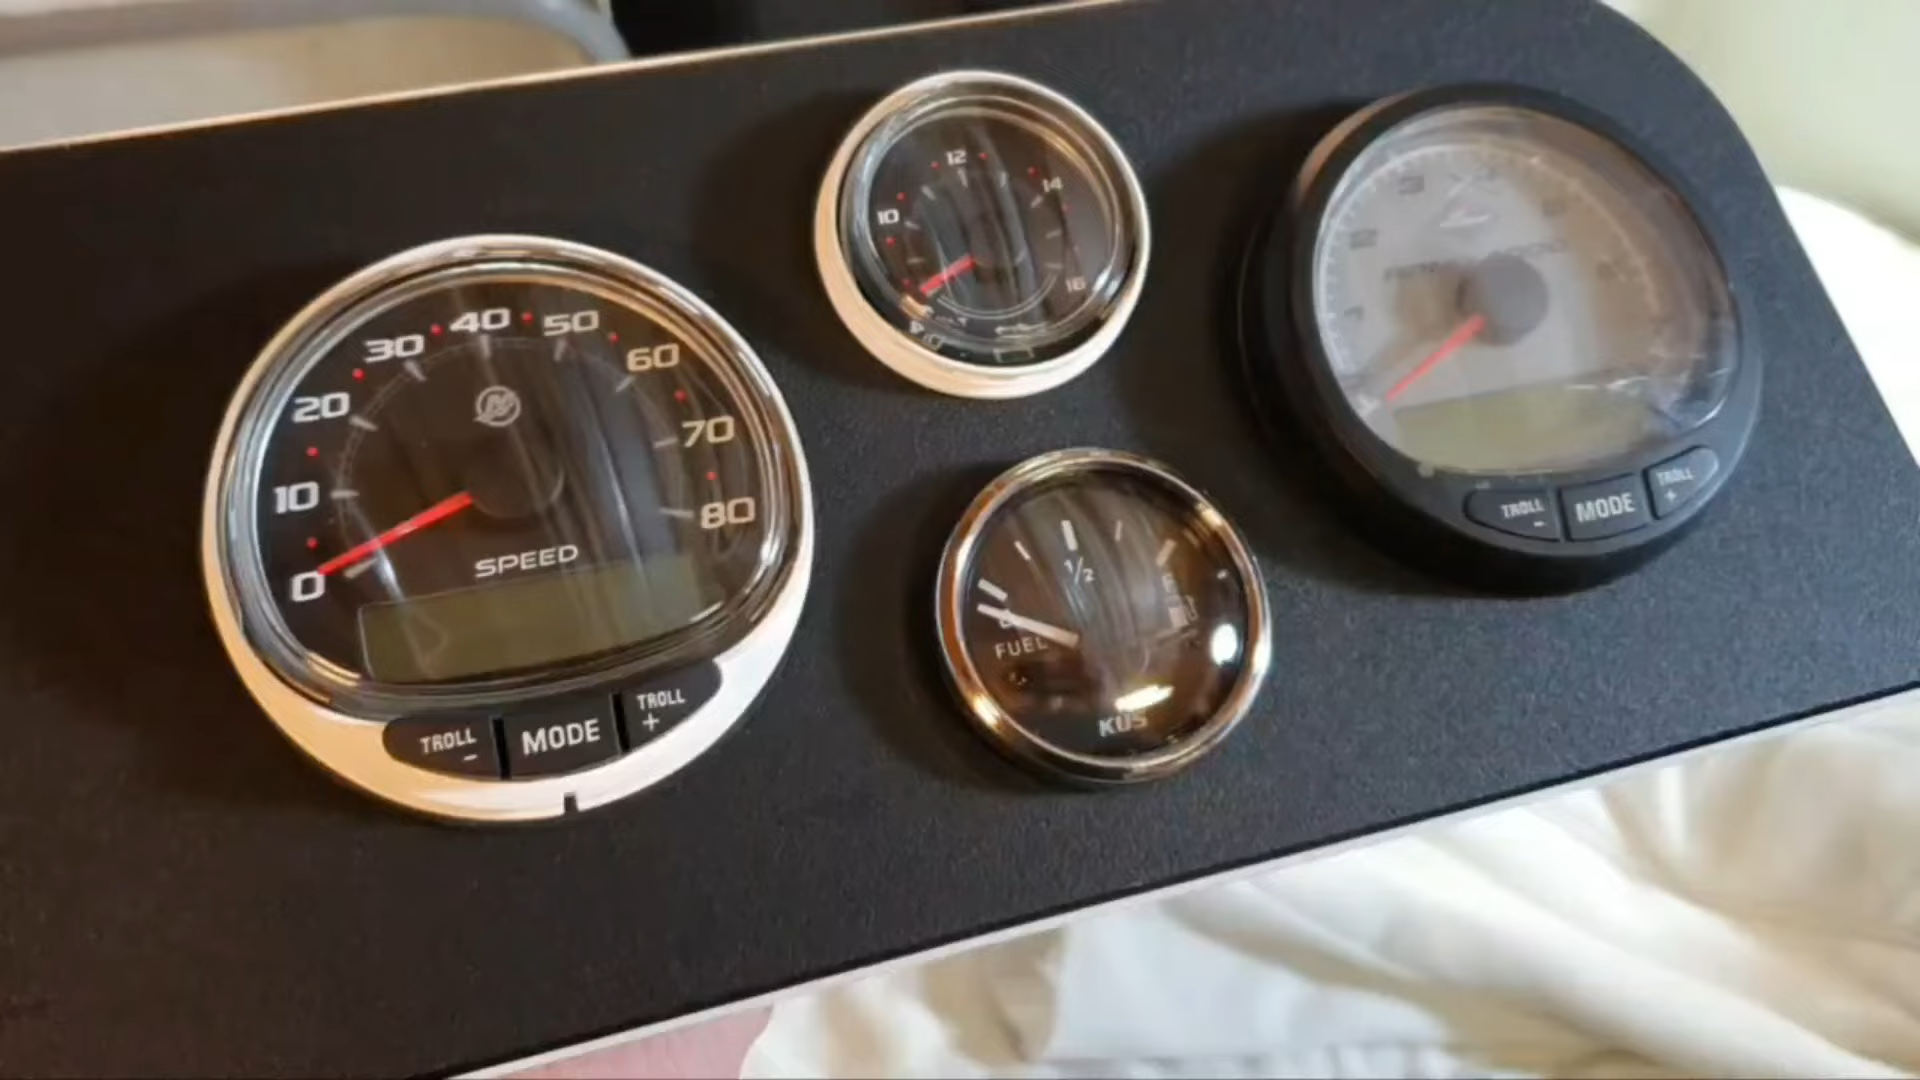 0
10
20
30
40
50
60
70
80
SPEED
TROLL
-
MODE
TROLL
+
10
12
14
16
1/2
FUEL
KUS
TROLL
-
MODE
TROLL
+